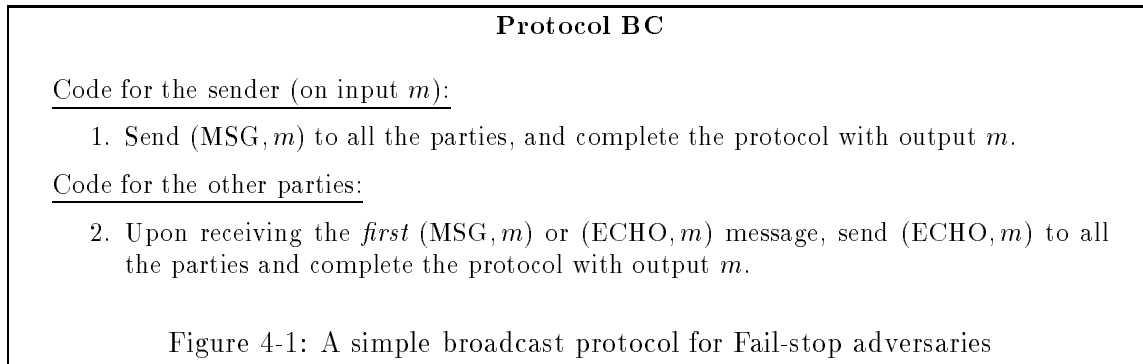 Protocol BC
Code for the sender (on input m):
1. Send (MSG, m) to all the parties, and complete the protocol with output m.
Code for the other parties:
2. Upon receiving the first (MSG, m) or (ECHO, m) message, send (ECHO, m) to all
the parties and complete the protocol with output m.
Figure 4-1: A simple broadcast protocol for Fail-stop adversaries